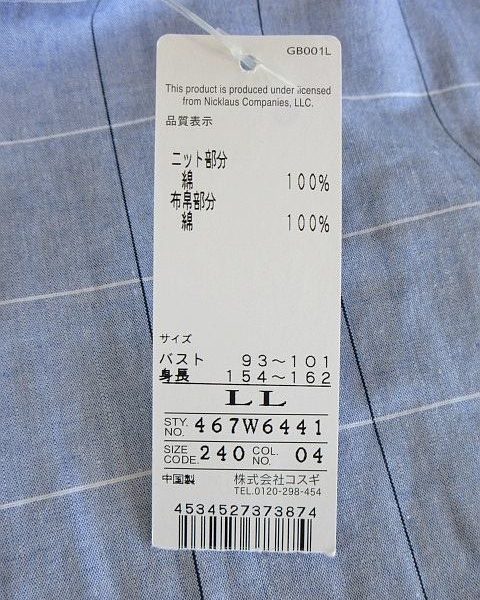 GB001L
This product is produced under licensed
from Nicklaus Companies, LLC.
品質表示
ニット部分
綿 100%
布帛部分
綿 100%
サイズ
バスト 93～101
身長 154～162
LL
STY. NO. 467W6441
SIZE CODE. 240 COL. NO. 04
中国製 株式会社コスギ
TEL.0120-298-454
4534527373874